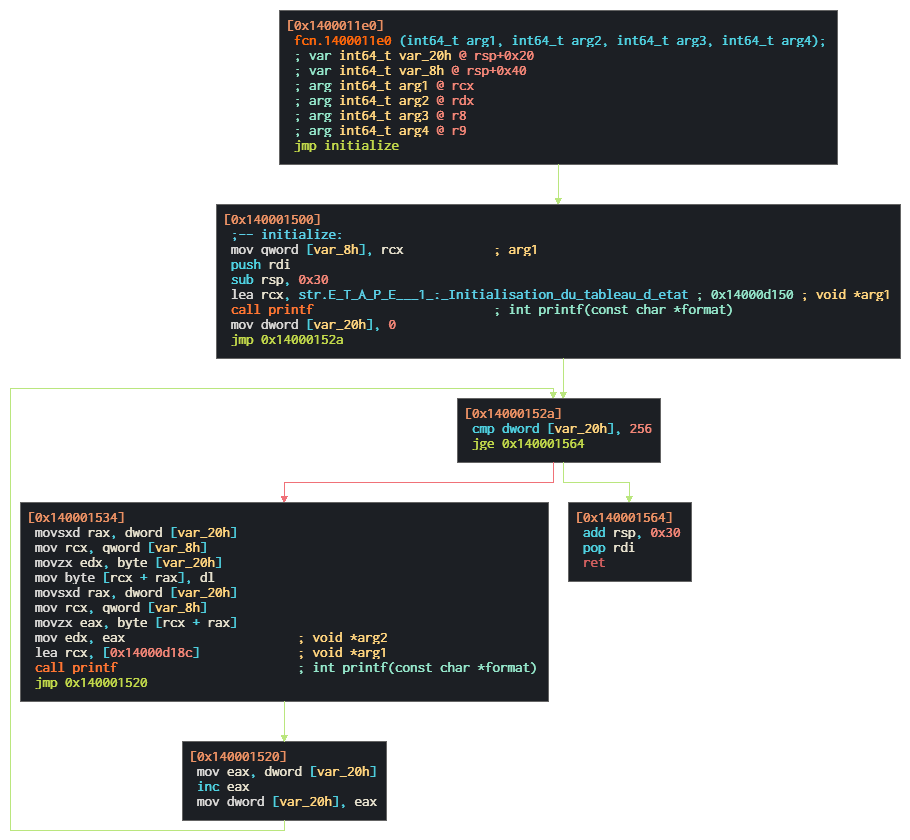 [0x1400011e0]
fcn.1400011e0 (int64_t arg1, int64_t arg2, int64_t arg3, int64_t arg4);
; var int64_t var_20h @ rsp+0x20
; var int64_t var_8h @ rsp+0x40
; arg int64_t arg1 @ rcx
; arg int64_t arg2 @ rdx
; arg int64_t arg3 @ r8
; arg int64_t arg4 @ r9
jmp initialize
[0x140001500]
;-- initialize:
mov qword [var_8h], rcx ; arg1
push rdi
sub rsp, 0x30
lea rcx, str.E_T_A_P_E___1_:_Initialisation_du_tableau_d_etat ; 0x14000d150 ; void *arg1
call printf ; int printf(const char *format)
mov dword [var_20h], 0
jmp 0x14000152a
[0x14000152a]
cmp dword [var_20h], 256
jge 0x140001564
[0x140001534]
movsxd rax, dword [var_20h]
mov rcx, qword [var_8h]
movzx edx, byte [var_20h]
mov byte [rcx + rax], dl
movsxd rax, dword [var_20h]
mov rcx, qword [var_8h]
movzx eax, byte [rcx + rax]
mov edx, eax ; void *arg2
lea rcx, [0x14000d18c] ; void *arg1
call printf ; int printf(const char *format)
jmp 0x140001520
[0x140001564]
add rsp, 0x30
pop rdi
ret
[0x140001520]
mov eax, dword [var_20h]
inc eax
mov dword [var_20h], eax